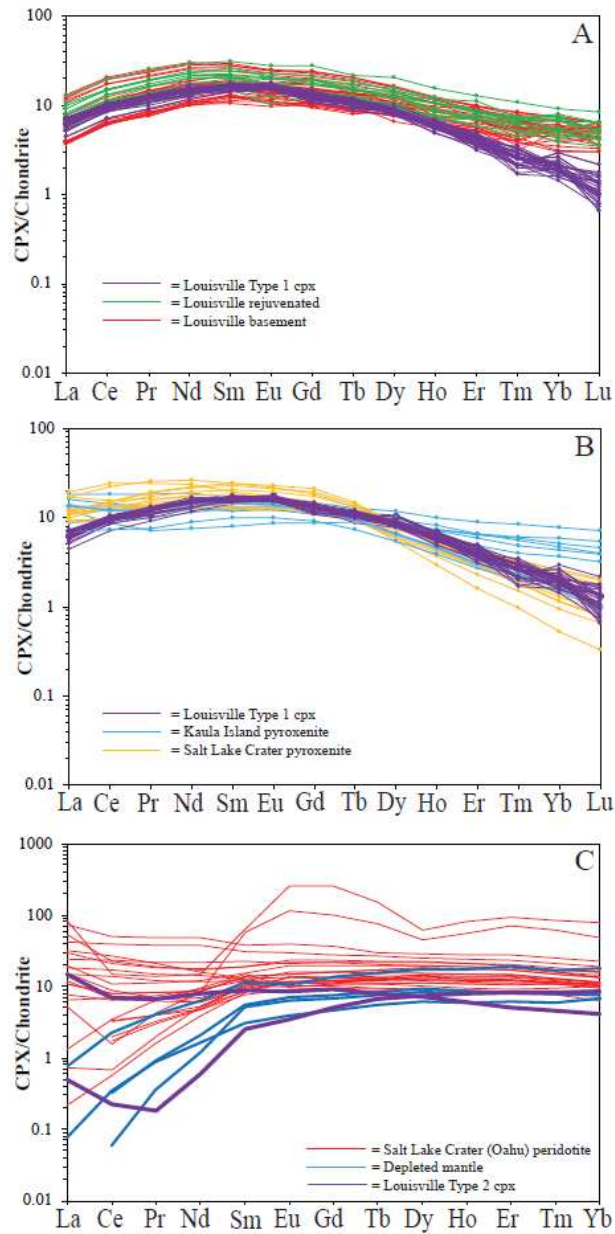 A
100
10
1
0.1
0.01
CPX/Chondrite
= Louisville Type 1 cpx
= Louisville rejuvenated
= Louisville basement
La Ce Pr Nd Sm Eu Gd Tb Dy Ho Er Tm Yb Lu
B
100
10
1
0.1
0.01
CPX/Chondrite
= Louisville Type 1 cpx
= Kaula Island pyroxenite
= Salt Lake Crater pyroxenite
La Ce Pr Nd Sm Eu Gd Tb Dy Ho Er Tm Yb Lu
C
1000
100
10
1
0.1
0.01
CPX/Chondrite
= Salt Lake Crater (Oahu) peridotite
= Depleted mantle
= Louisville Type 2 cpx
La Ce Pr Nd Sm Eu Gd Tb Dy Ho Er Tm Yb